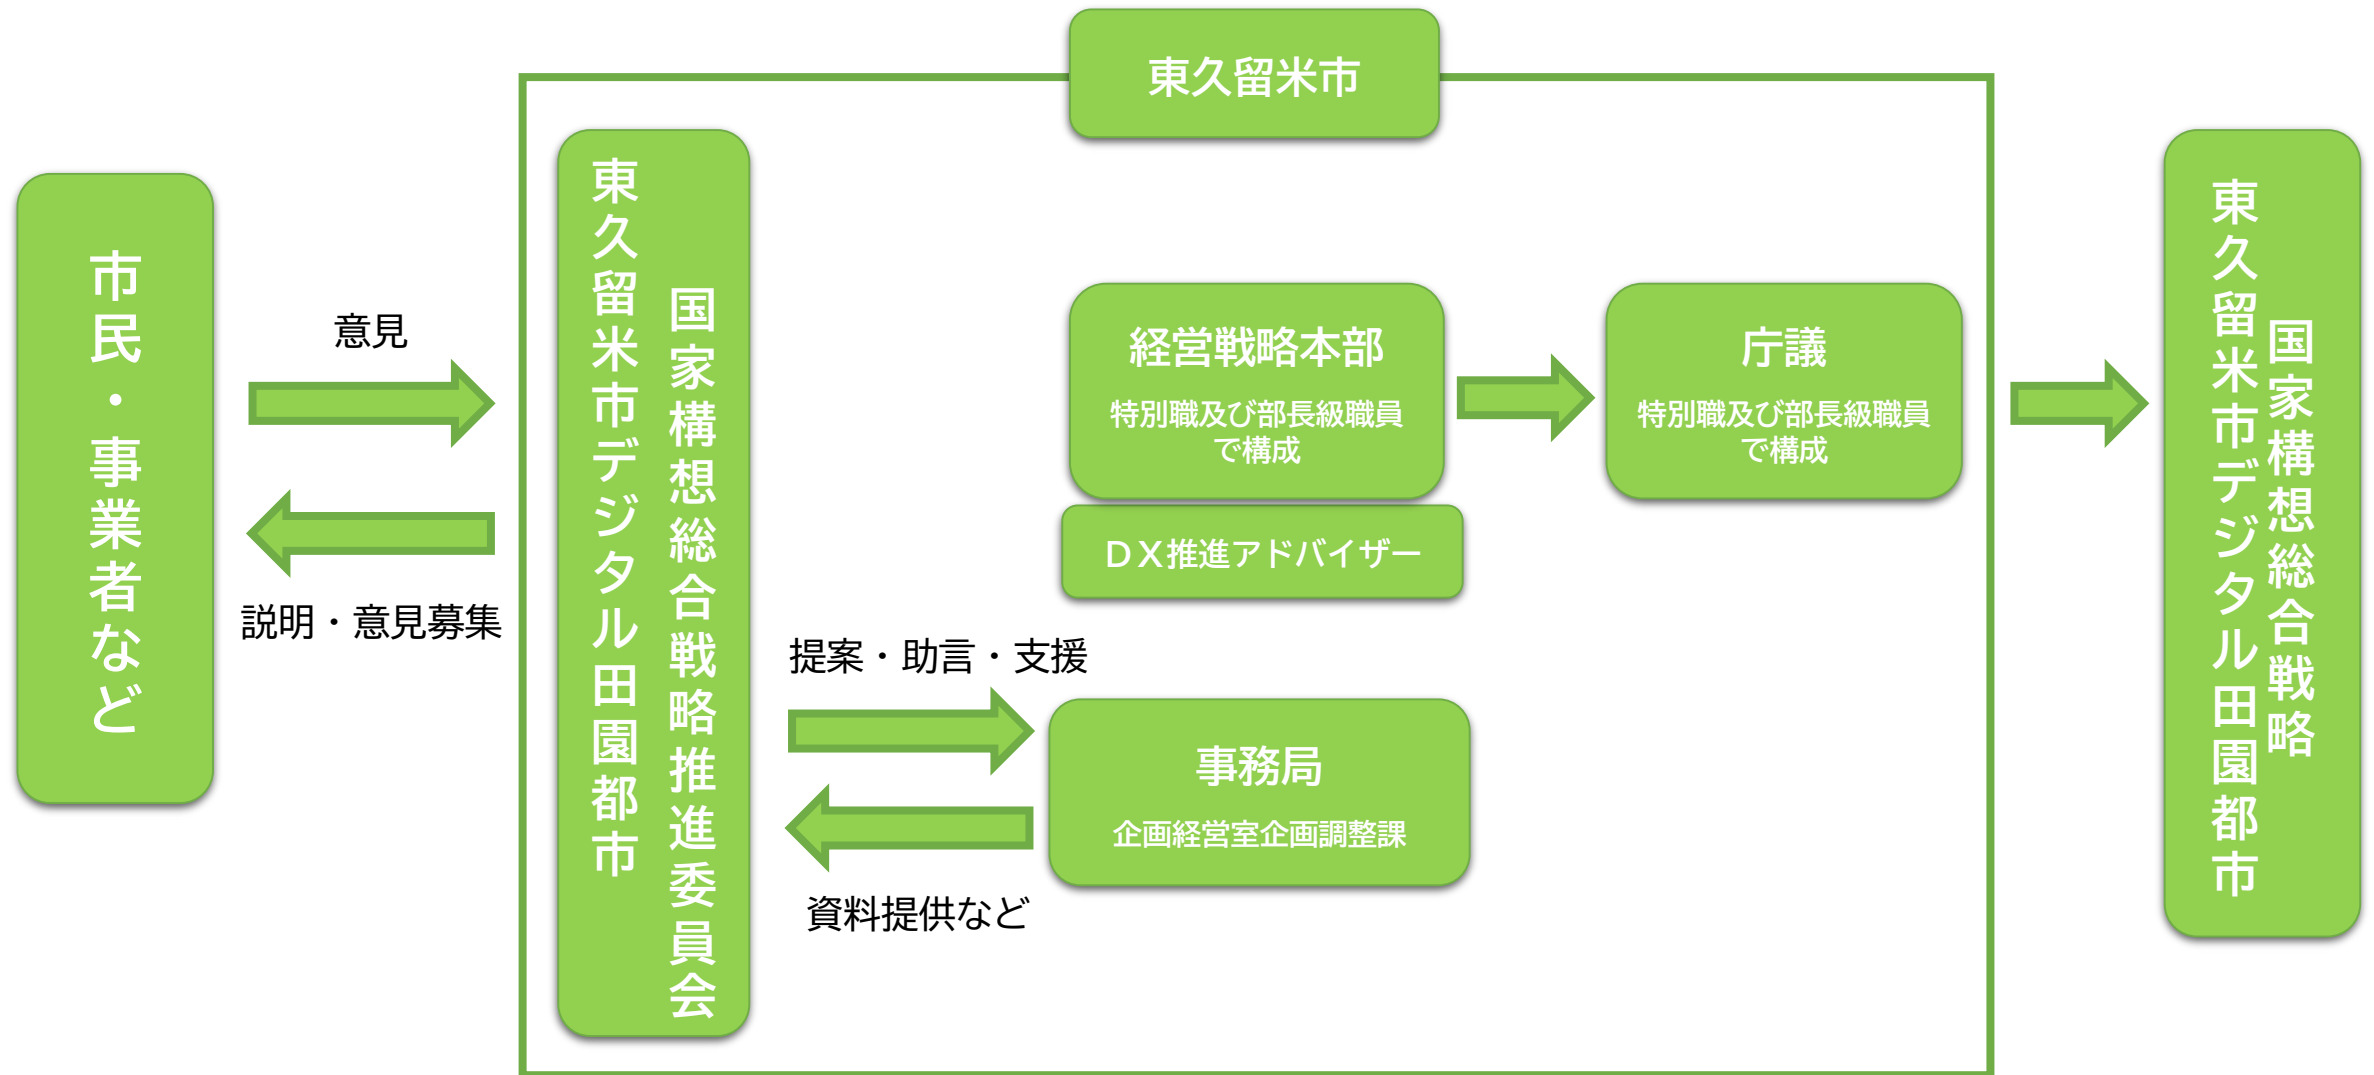 東久留米市
市民・事業者など
意見
説明・意見募集
東久留米市デジタル田園都市
国家構想総合戦略推進委員会
経営戦略本部
特別職及び部長級職員
で構成
ＤＸ推進アドバイザー
庁議
特別職及び部長級職員
で構成
提案・助言・支援
資料提供など
事務局
企画経営室企画調整課
東久留米市デジタル田園都市
国家構想総合戦略